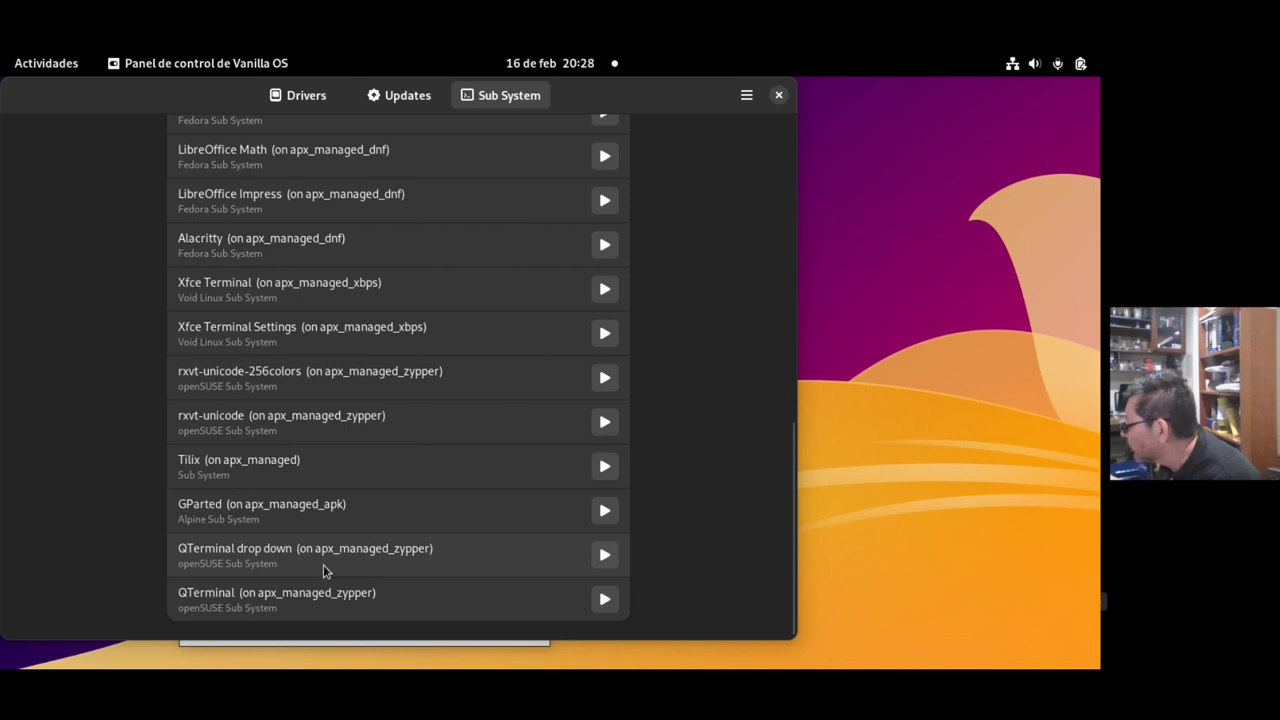 Actividades
Panel de control de Vanilla OS
16 de feb 20:28
Drivers
Updates
Sub System
Fedora Sub System
LibreOffice Math (on apx_managed_dnf)
Fedora Sub System
LibreOffice Impress (on apx_managed_dnf)
Fedora Sub System
Alacritty (on apx_managed_dnf)
Fedora Sub System
Xfce Terminal (on apx_managed_xbps)
Void Linux Sub System
Xfce Terminal Settings (on apx_managed_xbps)
Void Linux Sub System
rxvt-unicode-256colors (on apx_managed_zypper)
openSUSE Sub System
rxvt-unicode (on apx_managed_zypper)
openSUSE Sub System
Tilix (on apx_managed)
Sub System
GParted (on apx_managed_apk)
Alpine Sub System
QTerminal drop down (on apx_managed_zypper)
openSUSE Sub System
QTerminal (on apx_managed_zypper)
openSUSE Sub System